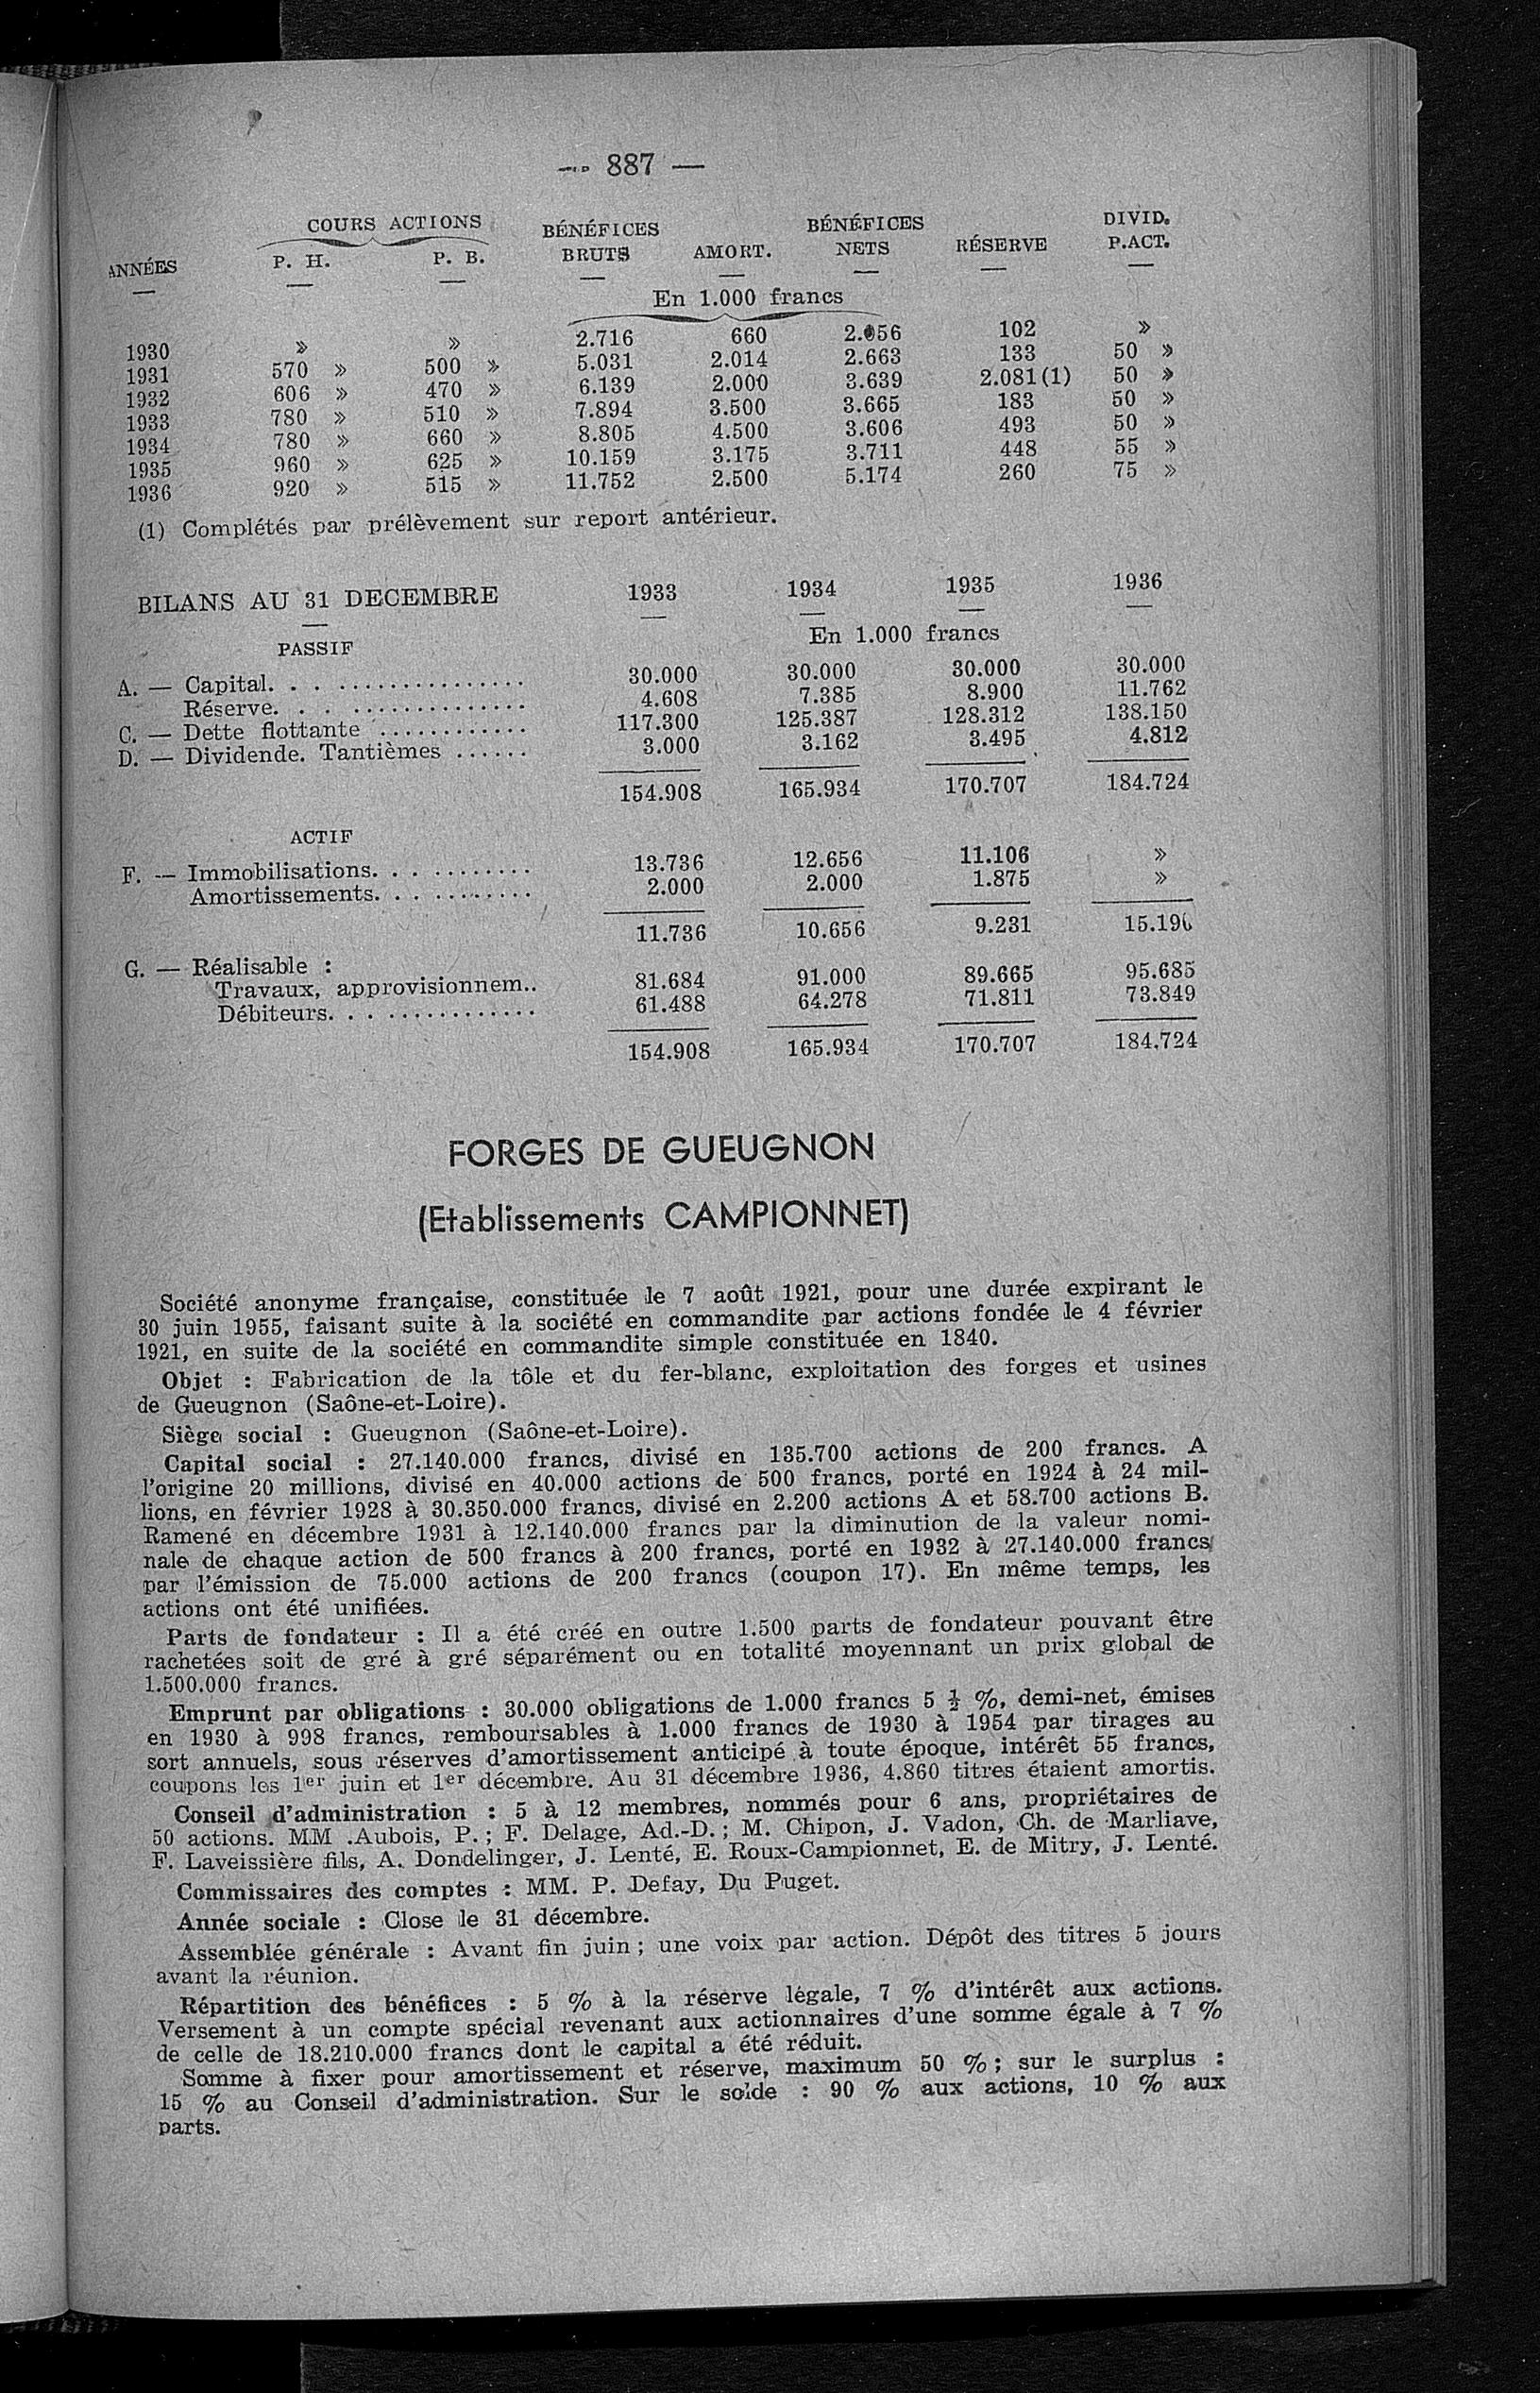 — 887 —
COURS ACTIONS BÉNÉFICES BÉNÉFICES DIVID.
ANNÉES P. H. P. B. BRUTS AMORT. NETS RÉSERVE P.ACT.
En 1.000 francs
1930 » » 2.716 660 2.056 102 »
1931 570 » 500 » 5.031 2.014 2.663 133 50 »
1932 606 » 470 » 6.139 2.000 3.639 2.081(1) 50 »
1933 780 » 510 » 7.894 3.500 3.665 183 50 »
1934 780 » 660 » 8.805 4.500 3.606 493 50 »
1935 960 » 625 » 10.159 3.175 3.711 448 55 »
1936 920 » 515 » 11.752 2.500 5.174 260 75 »
(1) Complétés par prélèvement sur report antérieur.
BILANS AU 31 DECEMBRE 1933 1934 1935 1936
PASSIF En 1.000 francs
A. — Capital. . . ................ 30.000 30.000 30.000 30.000
Réserve. . . .............. 4.608 7.385 8.900 11.762
C. — Dette flottante ............ 117.300 125.387 128.312 138.150
D. — Dividende. Tantièmes ...... 3.000 3.162 3.495 4.812
154.908 165.934 170.707 184.724
ACTIF
F. — Immobilisations. . . ......... 13.736 12.656 11.106 »
Amortissements. . . .......... 2.000 2.000 1.875 »
11.736 10.656 9.231 15.190
G. — Réalisable :
Travaux, approvisionnem.. 81.684 91.000 89.665 95.685
Débiteurs. . . .............. 61.488 64.278 71.811 73.849
154.908 165.934 170.707 184.724
FORGES DE GUEUGNON
(Etablissements CAMPIONNET)
Société anonyme française, constituée le 7 août 1921, pour une durée expirant le
30 juin 1955, faisant suite à la société en commandite par actions fondée le 4 février
1921, en suite de la société en commandite simple constituée en 1840.
Objet : Fabrication de la tôle et du fer-blanc, exploitation des forges et usines
de Gueugnon (Saône-et-Loire).
Siège social : Gueugnon (Saône-et-Loire).
Capital social : 27.140.000 francs, divisé en 135.700 actions de 200 francs. A
l'origine 20 millions, divisé en 40.000 actions de 500 francs, porté en 1924 à 24 mil-
lions, en février 1928 à 30.350.000 francs, divisé en 2.200 actions A et 58.700 actions B.
Ramené en décembre 1931 à 12.140.000 francs par la diminution de la valeur nomi-
nale de chaque action de 500 francs à 200 francs, porté en 1932 à 27.140.000 francs
par l'émission de 75.000 actions de 200 francs (coupon 17). En même temps, les
actions ont été unifiées.
Parts de fondateur : Il a été créé en outre 1.500 parts de fondateur pouvant être
rachetées soit de gré à gré séparément ou en totalité moyennant un prix global de
1.500.000 francs.
Emprunt par obligations : 30.000 obligations de 1.000 francs 5 ½ %, demi-net, émises
en 1930 à 998 francs, remboursables à 1.000 francs de 1930 à 1954 par tirages au
sort annuels, sous réserves d'amortissement anticipé à toute époque, intérêt 55 francs,
coupons les 1er juin et 1er décembre. Au 31 décembre 1936, 4.860 titres étaient amortis.
Conseil d'administration : 5 à 12 membres, nommés pour 6 ans, propriétaires de
50 actions. MM .Aubois, P. ; F. Delage, Ad.-D. ; M. Chipon, J. Vadon, Ch. de Marliave,
F. Laveissière fils, A. Dondelinger, J. Lenté, E. Roux-Campionnet, E. de Mitry, J. Lenté.
Commissaires des comptes : MM. P. Defay, Du Puget.
Année sociale : Close le 31 décembre.
Assemblée générale : Avant fin juin ; une voix par action. Dépôt des titres 5 jours
avant la réunion.
Répartition des bénéfices : 5 % à la réserve légale, 7 % d'intérêt aux actions.
Versement à un compte spécial revenant aux actionnaires d'une somme égale à 7 %
de celle de 18.210.000 francs dont le capital a été réduit.
Somme à fixer pour amortissement et réserve, maximum 50 % ; sur le surplus :
15 % au Conseil d'administration. Sur le solde : 90 % aux actions, 10 % aux
parts.